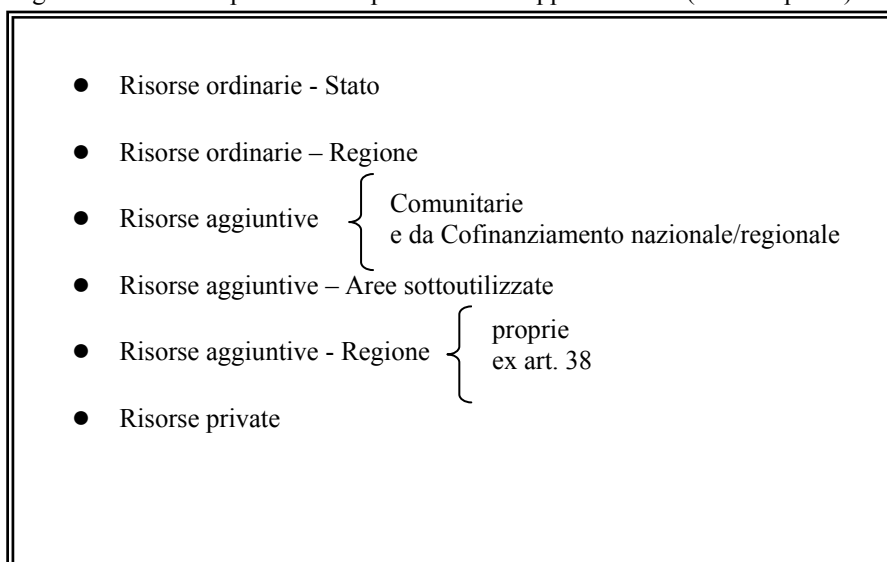 ● Risorse ordinarie - Stato
● Risorse ordinarie – Regione
● Risorse aggiuntive { Comunitarie
e da Cofinanziamento nazionale/regionale
● Risorse aggiuntive – Aree sottoutilizzate
● Risorse aggiuntive - Regione { proprie
ex art. 38
● Risorse private